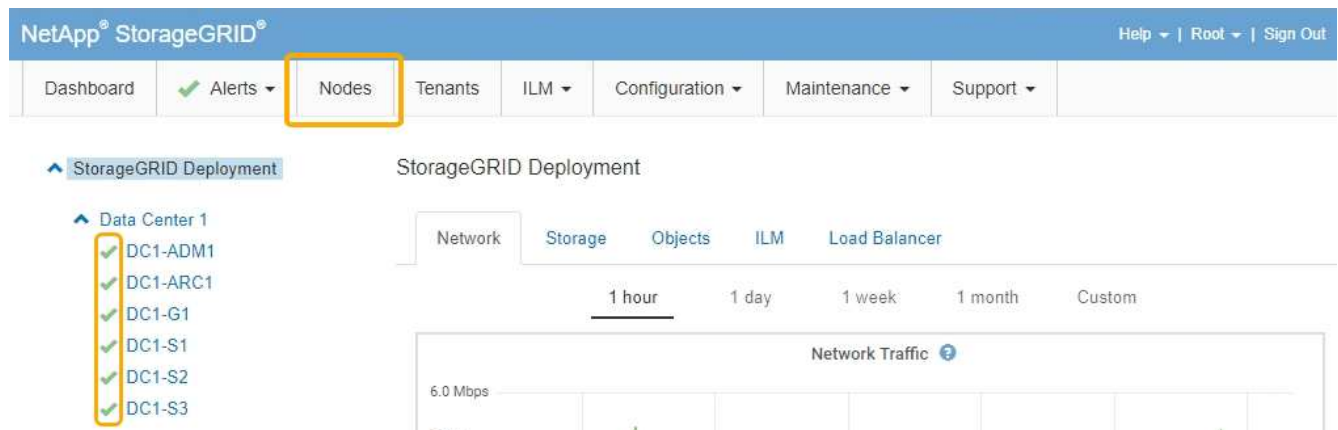 NetApp® StorageGRID®
Help | Root | Sign Out
Dashboard Alerts Nodes Tenants ILM Configuration Maintenance Support
StorageGRID Deployment
StorageGRID Deployment
Data Center 1
DC1-ADM1
DC1-ARC1
DC1-G1
DC1-S1
DC1-S2
DC1-S3
Network Storage Objects ILM Load Balancer
1 hour 1 day 1 week 1 month Custom
Network Traffic
6.0 Mbps